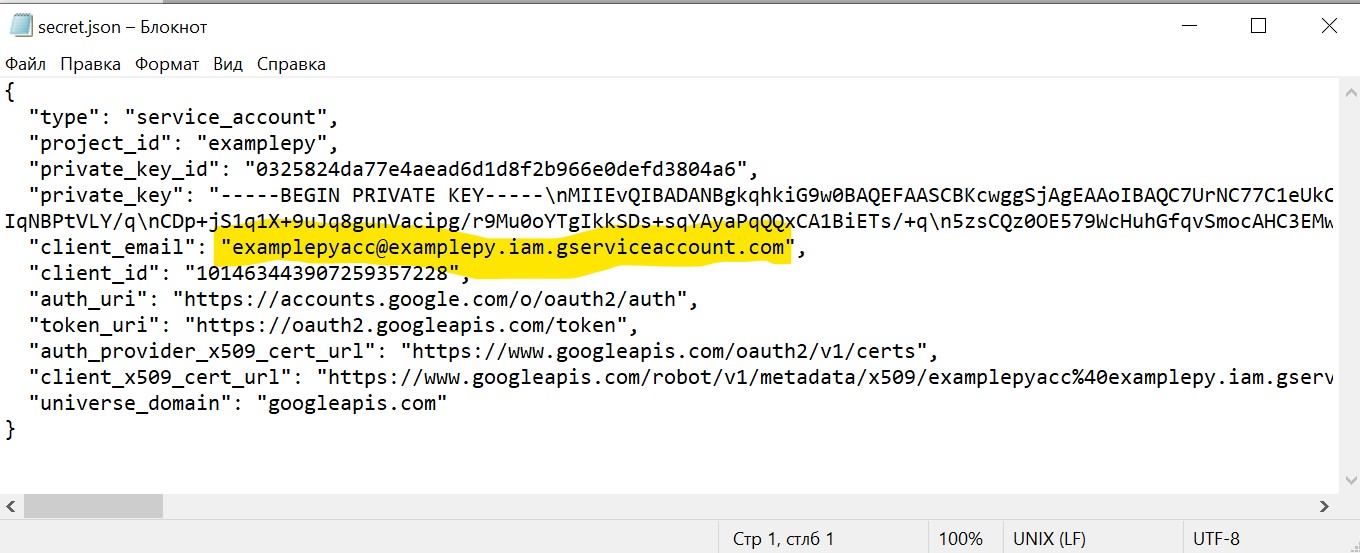 secret.json – Блокнот
Файл Правка Формат Вид Справка
{
"type": "service_account",
"project_id": "examplepy",
"private_key_id": "0325824da77e4aead6d1d8f2b966e0defd3804a6",
"private_key": "-----BEGIN PRIVATE KEY-----\nMIIEvQIBADANBgkqhkiG9w0BAQEFAASCBKcwggSjAgEAAoIBAQC7UrNC77C1eUkC
IqNBPtVLY/q\nCDp+jS1q1X+9uJq8gunVacipg/r9Mu0oYTgIkkSDs+sqYAyaPqQQxCA1BiETs/+q\n5zsCQz0OE579WcHuhGfqvSmocAHC3EMw
"client_email": "examplepyacc@examplepy.iam.gserviceaccount.com",
"client_id": "101463443907259357228",
"auth_uri": "https://accounts.google.com/o/oauth2/auth",
"token_uri": "https://oauth2.googleapis.com/token",
"auth_provider_x509_cert_url": "https://www.googleapis.com/oauth2/v1/certs",
"client_x509_cert_url": "https://www.googleapis.com/robot/v1/metadata/x509/examplepyacc%40examplepy.iam.gserv
"universe_domain": "googleapis.com"
}
Стр 1, стлб 1 100% UNIX (LF) UTF-8